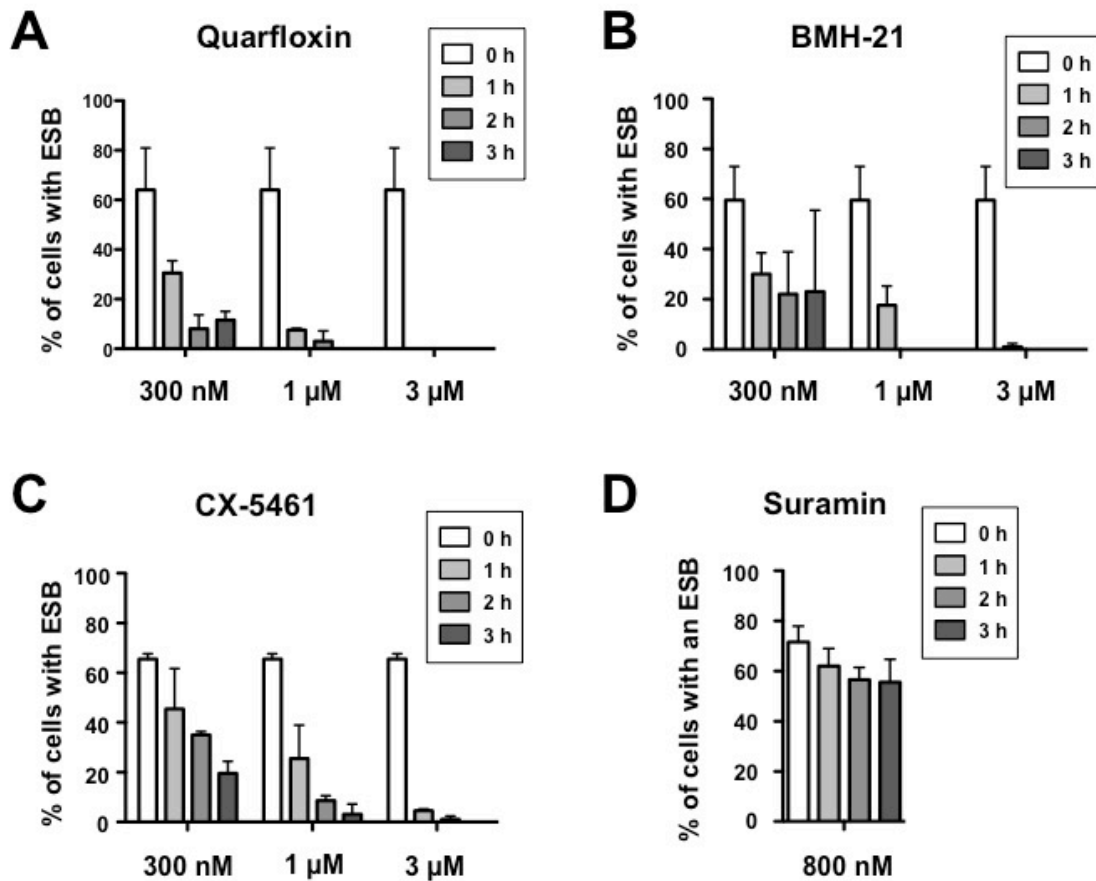 A
Quarfloxin
0 h
1 h
2 h
3 h
% of cells with ESB
100
80
60
40
20
0
300 nM
1 µM
3 µM
B
BMH-21
0 h
1 h
2 h
3 h
% of cells with ESB
100
80
60
40
20
0
300 nM
1 µM
3 µM
C
CX-5461
0 h
1 h
2 h
3 h
% of cells with ESB
100
80
60
40
20
0
300 nM
1 µM
3 µM
D
Suramin
0 h
1 h
2 h
3 h
% of cells with an ESB
100
80
60
40
20
0
800 nM